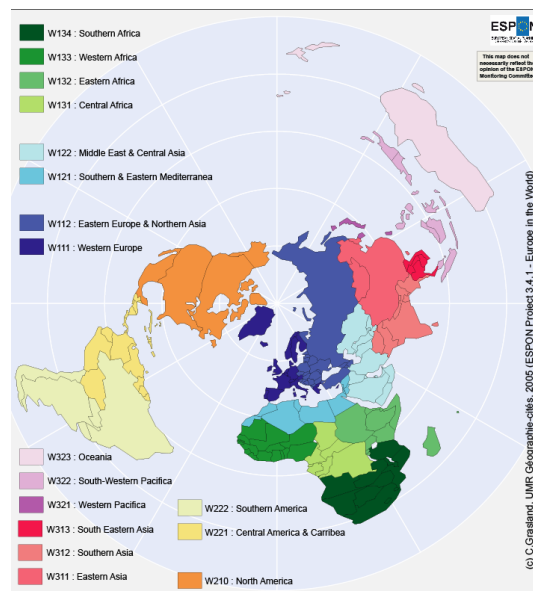 W134 : Southern Africa
W133 : Western Africa
W132 : Eastern Africa
W131 : Central Africa
W122 : Middle East & Central Asia
W121 : Southern & Eastern Mediterranea
W112 : Eastern Europe & Northern Asia
W111 : Western Europe
ESPON
This map does not
necessarily reflect the
opinion of the ESPON
Monitoring Committee
W323 : Oceania
W322 : South-Western Pacifica
W321 : Western Pacifica
W313 : South Eastern Asia
W312 : Southern Asia
W311 : Eastern Asia
W222 : Southern America
W221 : Central America & Carribea
W210 : North America
(c) C.Grasland, UMR Géographie-cités, 2005 (ESPON Project 3.4.1 - Europe in the World)